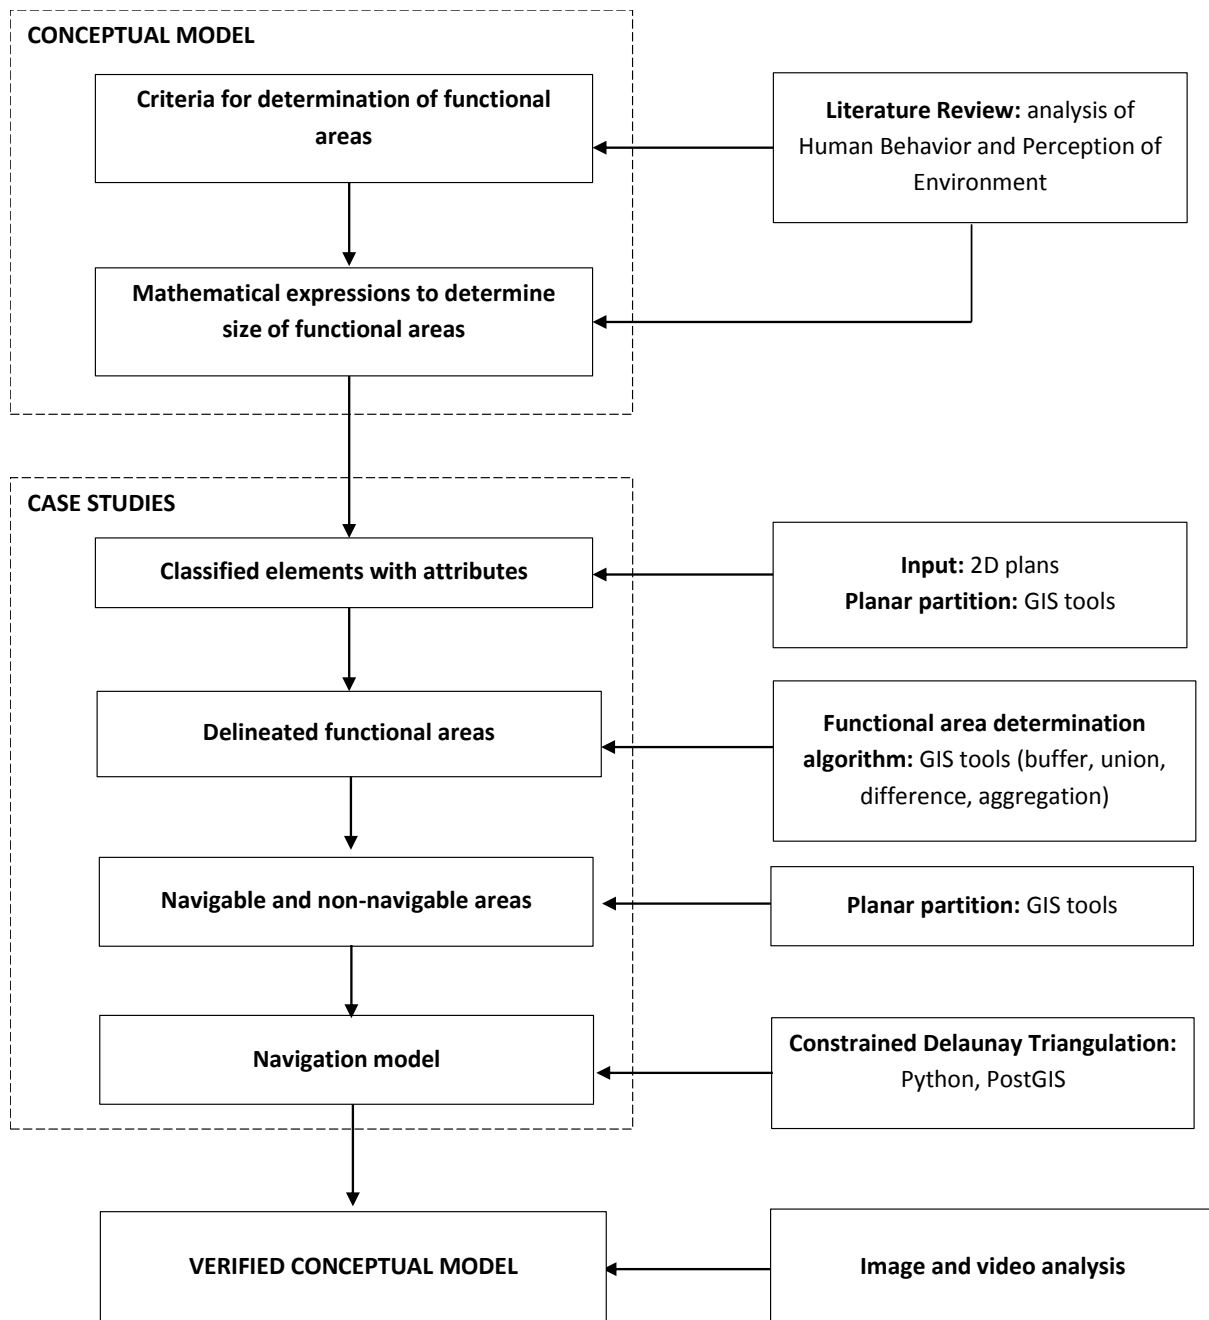 CONCEPTUAL MODEL
Criteria for determination of functional
areas
Literature Review: analysis of
Human Behavior and Perception of
Environment
Mathematical expressions to determine
size of functional areas
CASE STUDIES
Classified elements with attributes
Input: 2D plans
Planar partition: GIS tools
Delineated functional areas
Functional area determination
algorithm: GIS tools (buffer, union,
difference, aggregation)
Navigable and non-navigable areas
Planar partition: GIS tools
Navigation model
Constrained Delaunay Triangulation:
Python, PostGIS
VERIFIED CONCEPTUAL MODEL
Image and video analysis